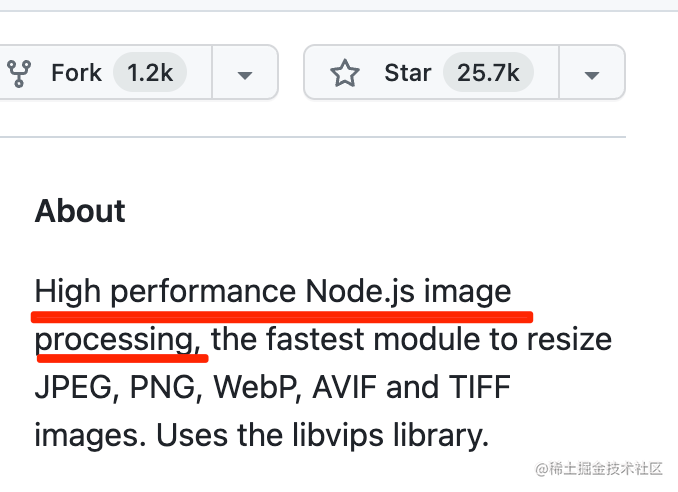 Fork 1.2k Star 25.7k
About
High performance Node.js image
processing, the fastest module to resize
JPEG, PNG, WebP, AVIF and TIFF
images. Uses the libvips library.
@稀土掘金技术社区